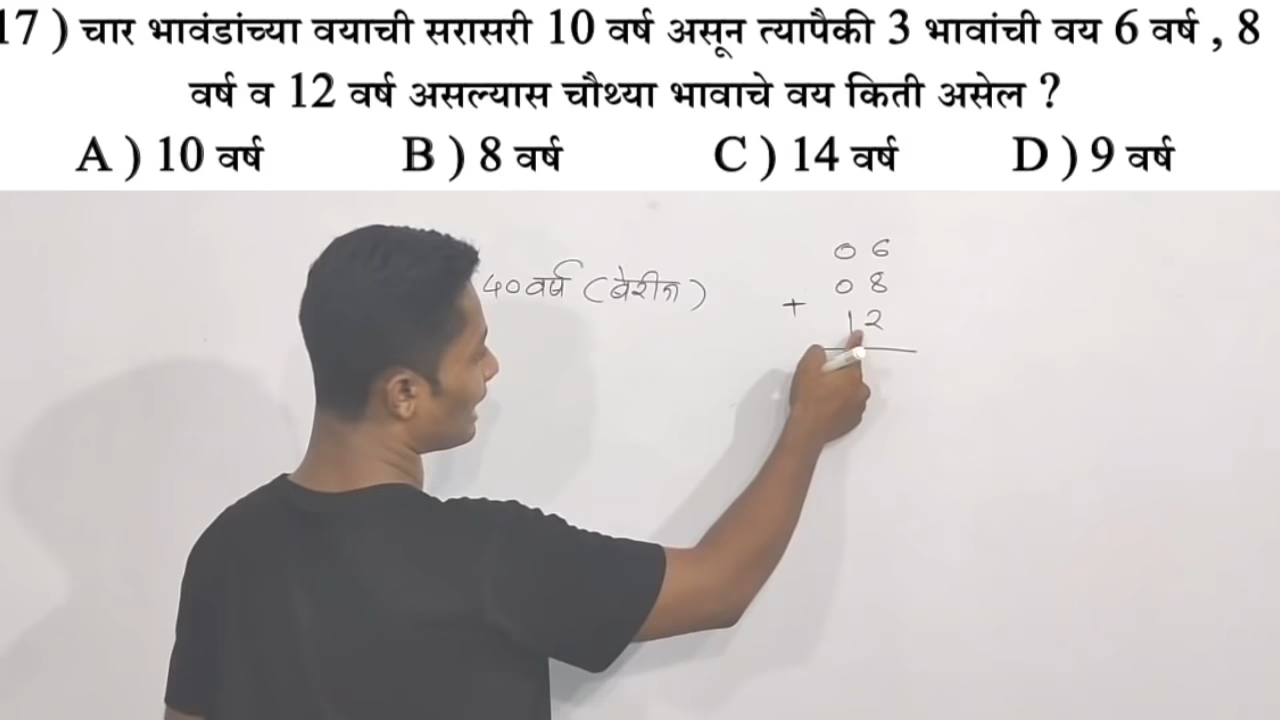 17 ) चार भावंडांच्या वयाची सरासरी 10 वर्ष असून त्यापैकी 3 भावांची वय 6 वर्ष , 8
वर्ष व 12 वर्ष असल्यास चौथ्या भावाचे वय किती असेल ?
A ) 10 वर्ष B ) 8 वर्ष C ) 14 वर्ष D ) 9 वर्ष
40 वर्ष (बेरीज)
06
08
+ 12